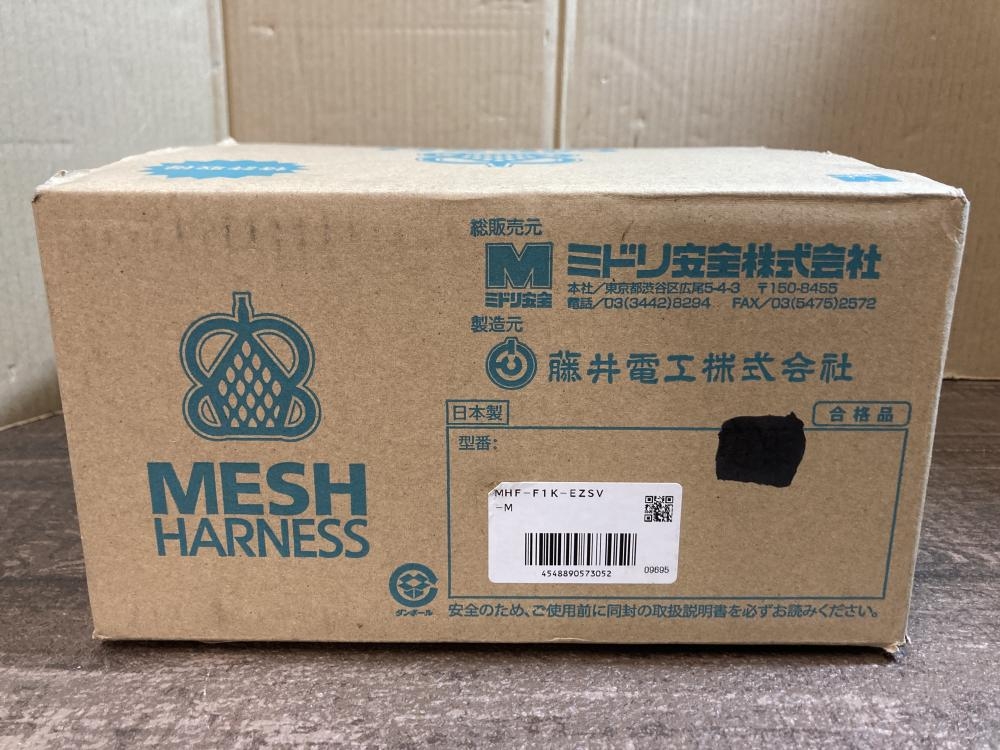 総販売元
M
ミドリ安全
ミドリ安全株式会社
本社/東京都渋谷区広尾5-4-3 〒150-8455
電話/03(3442)8294 FAX/03(5475)2572
製造元
藤井電工株式会社
日本製
合格品
型番:
MHF-F1K-EZSV
-M
4548890573052
09695
MESH
HARNESS
ダンボール
安全のため、ご使用前に同封の取扱説明書を必ずお読みください。